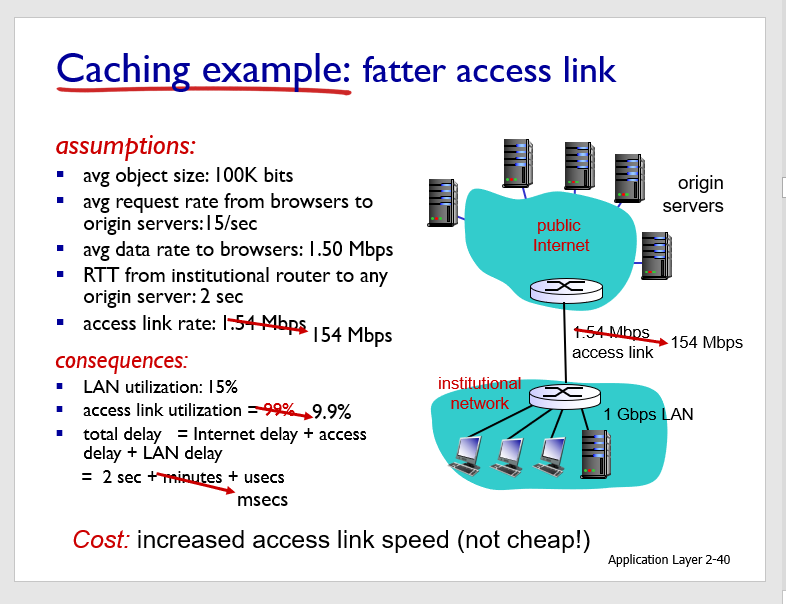 Caching example: fatter access link
assumptions:
▪ avg object size: 100K bits
▪ avg request rate from browsers to
origin servers:15/sec
▪ avg data rate to browsers: 1.50 Mbps
▪ RTT from institutional router to any
origin server: 2 sec
▪ access link rate: 1.54 Mbps
154 Mbps
consequences:
▪ LAN utilization: 15%
▪ access link utilization = 99%
9.9%
▪ total delay = Internet delay + access
delay + LAN delay
= 2 sec + minutes + usecs
msecs
origin
servers
public
Internet
1.54 Mbps
access link
154 Mbps
institutional
network
1 Gbps LAN
Cost: increased access link speed (not cheap!)
Application Layer 2-40